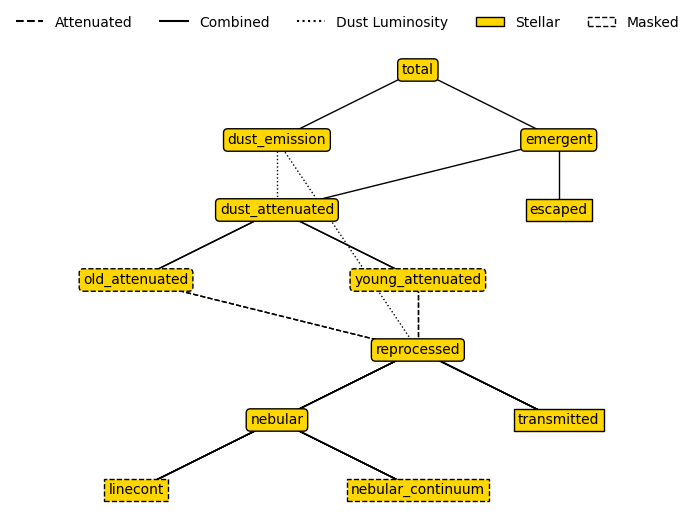 Attenuated Combined Dust Luminosity Stellar Masked
total
dust_emission emergent
dust_attenuated escaped
old_attenuated young_attenuated
reprocessed
nebular transmitted
linecont nebular_continuum